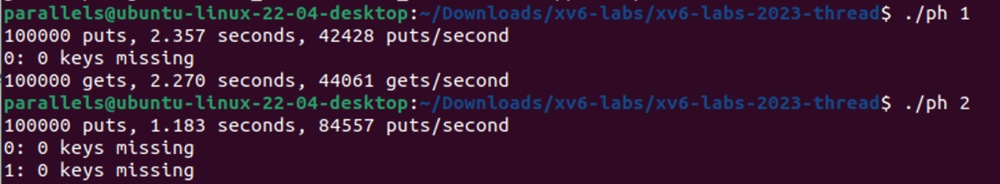 parallels@ubuntu-linux-22-04-desktop:~/Downloads/xv6-labs/xv6-labs-2023-thread$ ./ph 1
100000 puts, 2.357 seconds, 42428 puts/second
0: 0 keys missing
100000 gets, 2.270 seconds, 44061 gets/second
parallels@ubuntu-linux-22-04-desktop:~/Downloads/xv6-labs/xv6-labs-2023-thread$ ./ph 2
100000 puts, 1.183 seconds, 84557 puts/second
0: 0 keys missing
1: 0 keys missing